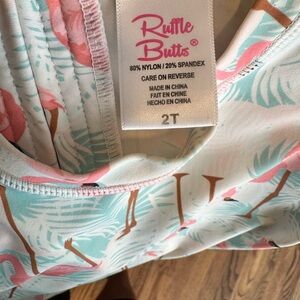 Ruffle
Butts®
80% NYLON / 20% SPANDEX
CARE ON REVERSE
MADE IN CHINA
FAIT EN CHINE
HECHO EN CHINA
2T